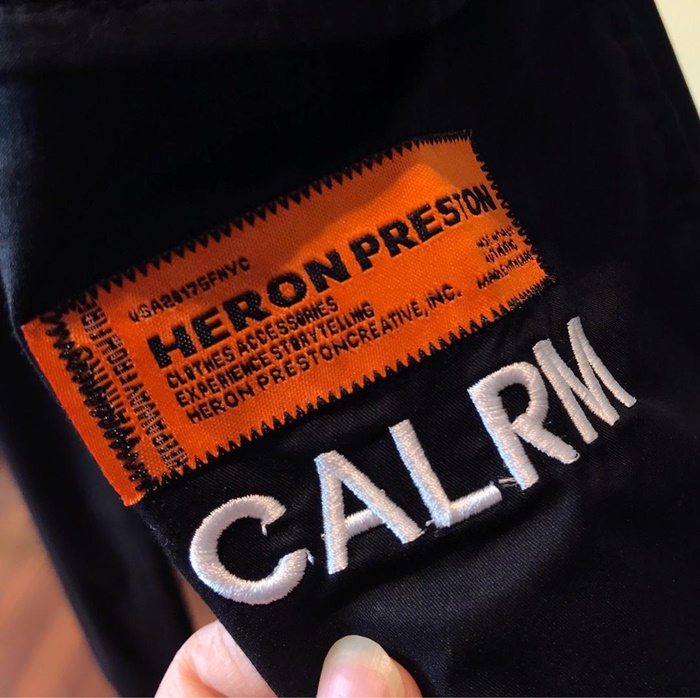 USA2017SFNYC
HERON PRESTON
CLOTHES ACCESSORIES
EXPERIENCE STORYTELLING
HERON PRESTONCREATIVE, INC.
CALRM